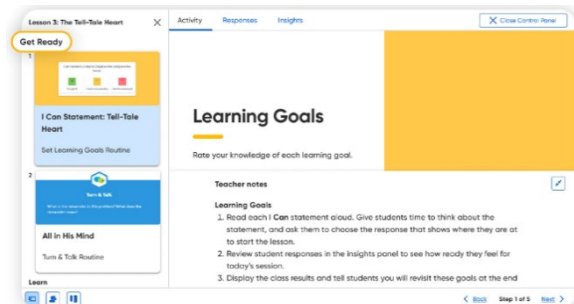 Lesson 3: The Tell-Tale Heart
Get Ready
1
I Can Statement: Tell-Tale
Heart
Set Learning Goals Routine
2
Turn & Talk
All in His Mind
Turn & Talk Routine
Learn
Activity Responses Insights
Close Control Panel
Learning Goals
Rate your knowledge of each learning goal.
Teacher notes
Learning Goals
1. Read each I Can statement aloud. Give students time to think about the
statement, and ask them to choose the response that shows where they are at
to start the lesson.
2. Review student responses in the insights panel to see how ready they feel for
today's session.
3. Display the class results and tell students you will revisit these goals at the end
< Back Step 1 of 5 Next >